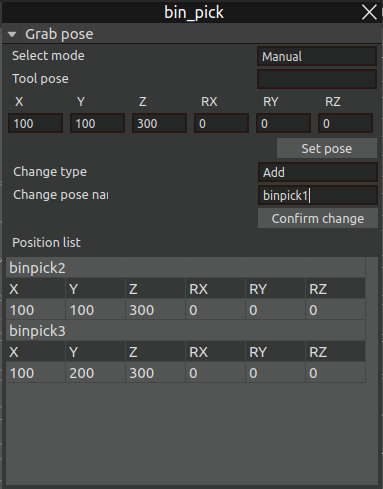 bin_pick
Grab pose
Select mode Manual
Tool pose
X Y Z RX RY RZ
100 100 300 0 0 0
Set pose
Change type Add
Change pose nar binpick1
Confirm change
Position list
binpick2
X Y Z RX RY RZ
100 100 300 0 0 0
binpick3
X Y Z RX RY RZ
100 200 300 0 0 0